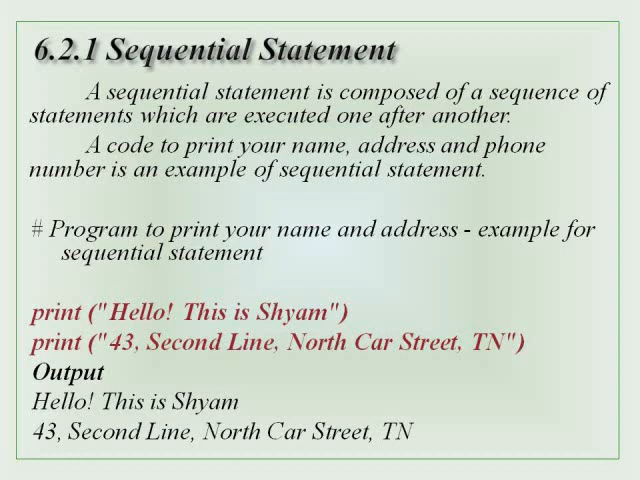 6.2.1 Sequential Statement
A sequential statement is composed of a sequence of
statements which are executed one after another.
A code to print your name, address and phone
number is an example of sequential statement.
# Program to print your name and address - example for
sequential statement
print ("Hello! This is Shyam")
print ("43, Second Line, North Car Street, TN")
Output
Hello! This is Shyam
43, Second Line, North Car Street, TN